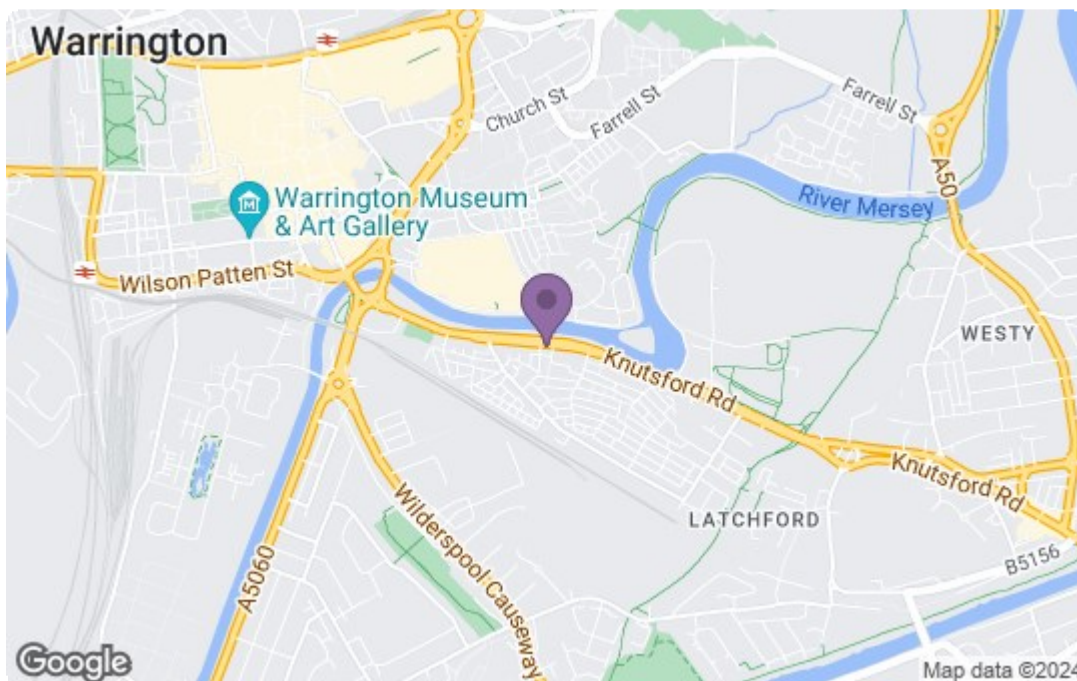 Warrington
Church St
Farrell St
Farrell St
A50
River Mersey
Warrington Museum
& Art Gallery
Wilson Patten St
WESTY
Knutsford Rd
Knutsford Rd
LATCHFORD
Wilderspool Causeway
A5060
B5156
Google
Map data ©2024